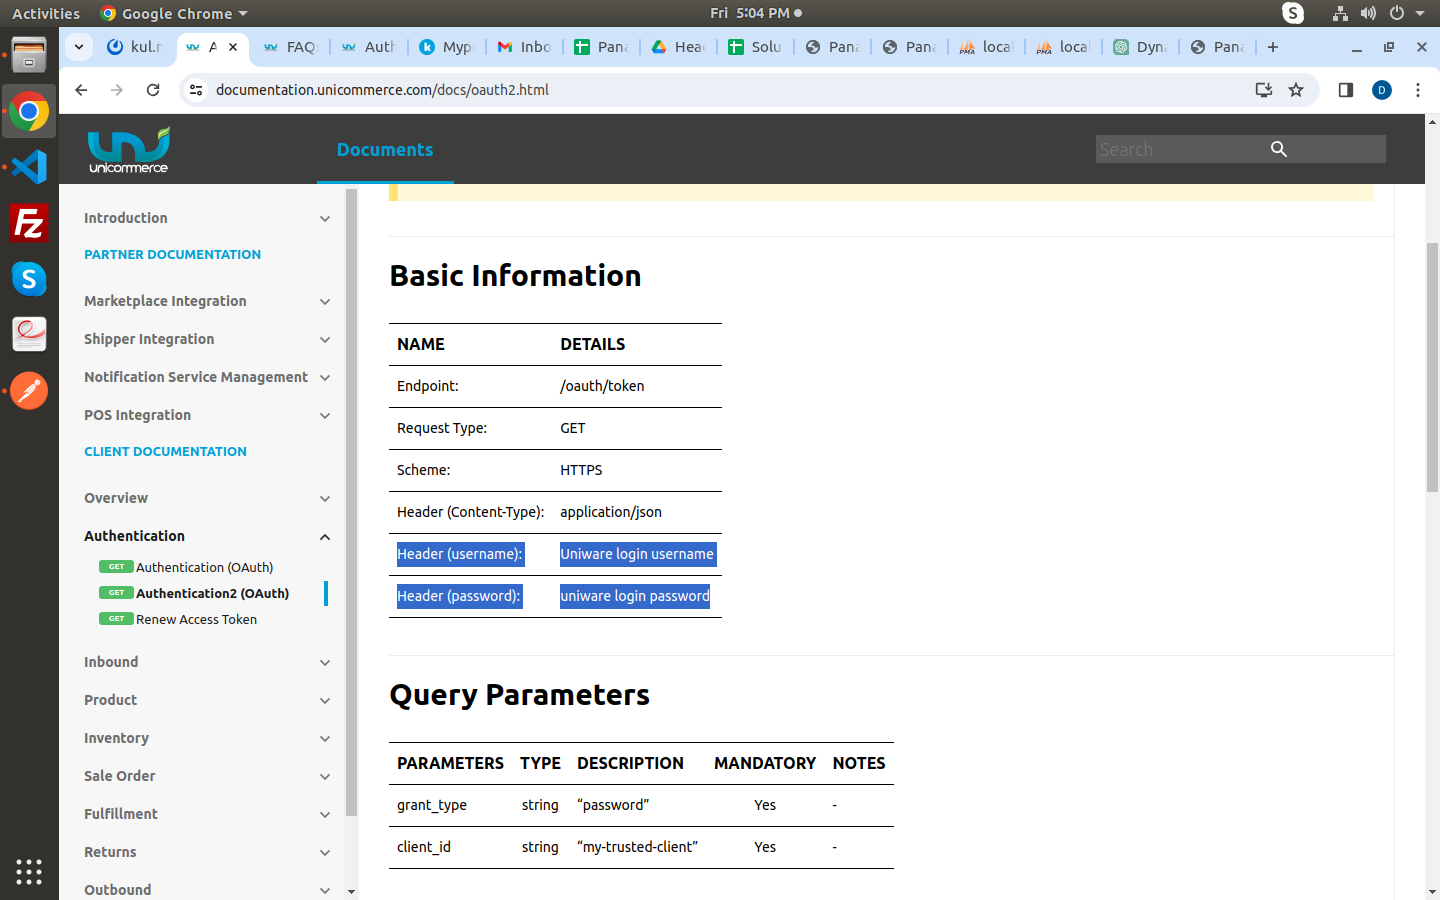 Activities Google Chrome Fri 5:04 PM S
kul.r A FAQ Auth Myp Inbo Pana Head Solu Pana Pana local local Dyna Pana
documentation.unicommerce.com/docs/oauth2.html D
unicommerce Documents Search
Introduction
PARTNER DOCUMENTATION
Marketplace Integration
Shipper Integration
Notification Service Management
POS Integration
CLIENT DOCUMENTATION
Overview
Authentication
GET Authentication (OAuth)
GET Authentication2 (OAuth)
GET Renew Access Token
Inbound
Product
Inventory
Sale Order
Fulfillment
Returns
Outbound
Basic Information
NAME DETAILS
Endpoint: /oauth/token
Request Type: GET
Scheme: HTTPS
Header (Content-Type): application/json
Header (username): Uniware login username
Header (password): uniware login password
Query Parameters
PARAMETERS TYPE DESCRIPTION MANDATORY NOTES
grant_type string “password” Yes -
client_id string “my-trusted-client” Yes -